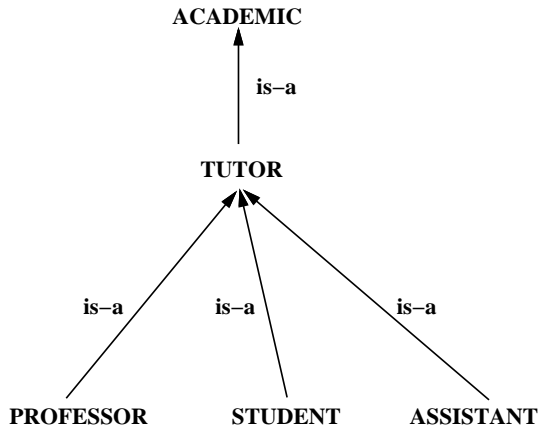 ACADEMIC
is−a
TUTOR
is−a is−a is−a
PROFESSOR STUDENT ASSISTANT